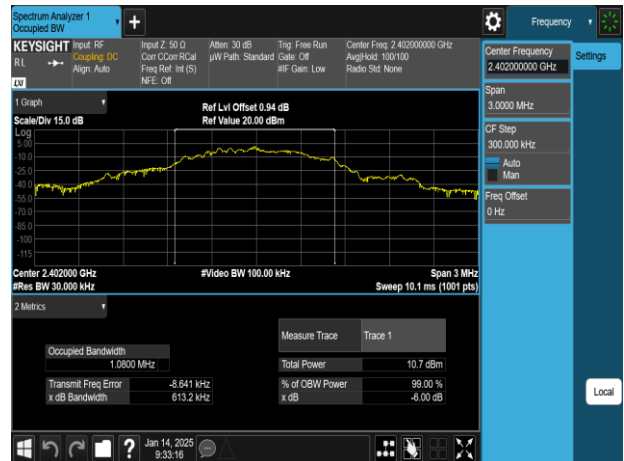 Spectrum Analyzer 1
Occupied BW
Frequency
KEYSIGHT
RL
LXI
Input: RF
Coupling: DC
Align: Auto
Input Z: 50 Ω
Corr CCorr RCal
Freq Ref: Int (S)
NFE: Off
Atten: 30 dB
µW Path: Standard
Trig: Free Run
Gate: Off
#IF Gain: Low
Center Freq: 2.402000000 GHz
Avg|Hold: 100/100
Radio Std: None
Center Frequency
2.402000000 GHz
Settings
Span
3.0000 MHz
CF Step
300.000 kHz
Auto
Man
Freq Offset
0 Hz
Local
1 Graph
Scale/Div 15.0 dB
Ref Lvl Offset 0.94 dB
Ref Value 20.00 dBm
Log
5.00
-10.0
-25.0
-40.0
-55.0
-70.0
-85.0
-100
-115
Center 2.402000 GHz
#Video BW 100.00 kHz
Span 3 MHz
#Res BW 30.000 kHz
Sweep 10.1 ms (1001 pts)
2 Metrics
Measure Trace Trace 1
Occupied Bandwidth
1.0800 MHz
Total Power 10.7 dBm
Transmit Freq Error -8.641 kHz
% of OBW Power 99.00 %
x dB Bandwidth 613.2 kHz
x dB -6.00 dB
?
Jan 14, 2025
9:33:16